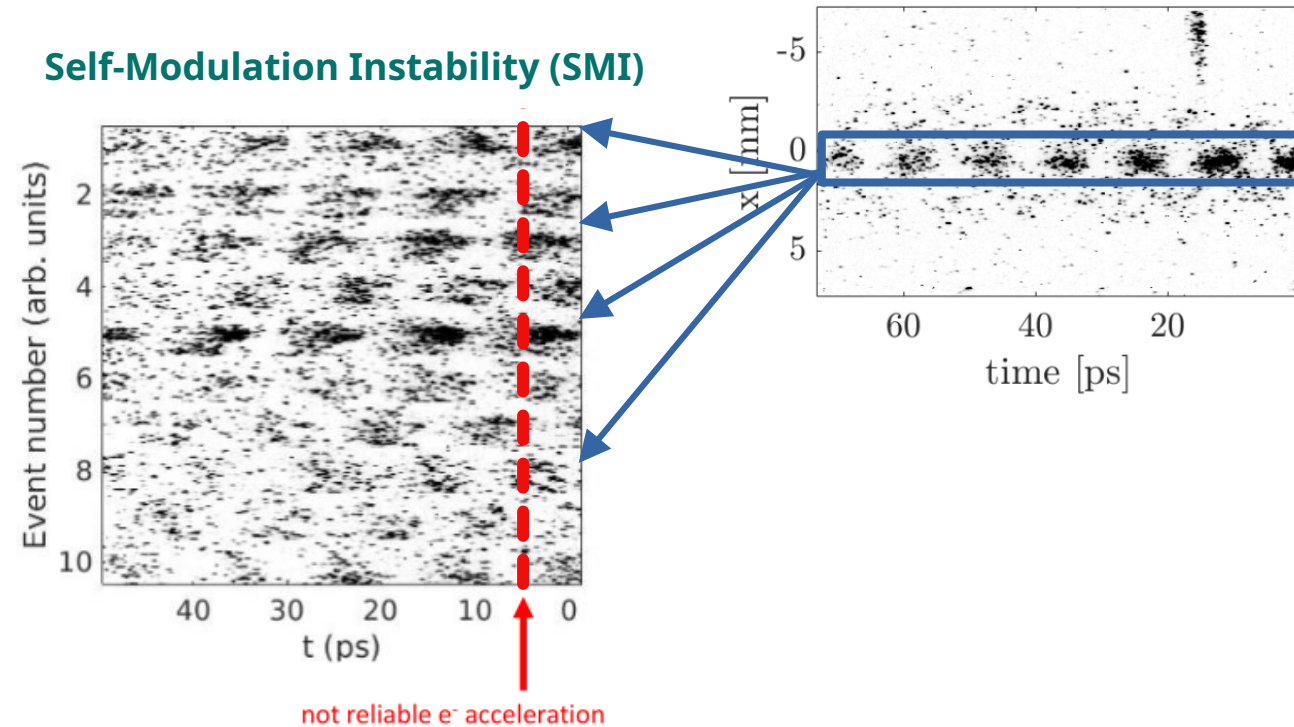 Self-Modulation Instability (SMI)
Event number (arb. units)
2
4
6
8
10
40 30 20 10 0
t (ps)
not reliable e⁻ acceleration
x [mm]
-5
0
5
60 40 20
time [ps]